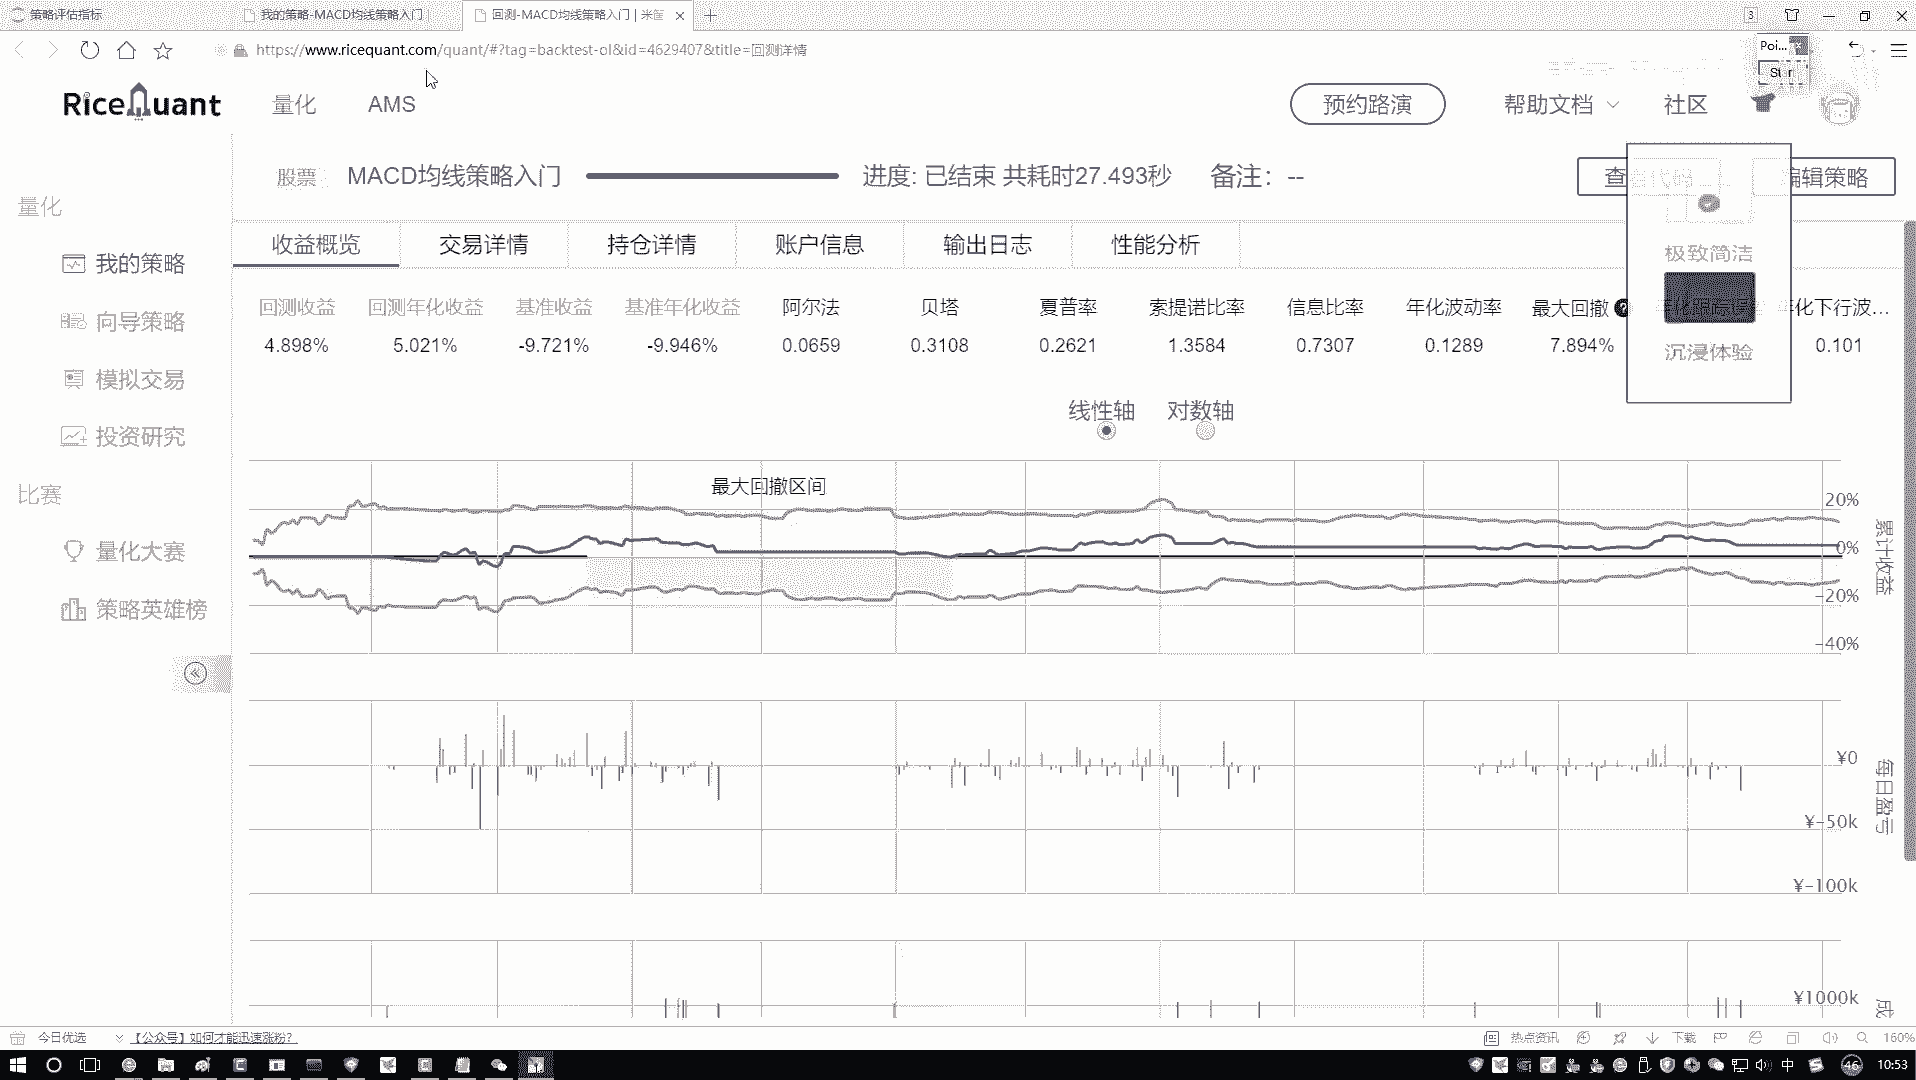 策略评估指标
我的策略-MACD均线策略入门
回测-MACD均线策略入门 | 米筐
3
https://www.ricequant.com/quant/#?tag=backtest-ol&id=4629407&title=回测详情
Poi...
Star
RiceQuant
量化
AMS
预约路演
帮助文档
社区
股票
MACD均线策略入门
进度: 已结束 共耗时27.493秒
备注: --
编辑策略
极致简洁
沉浸体验
量化
我的策略
向导策略
模拟交易
投资研究
比赛
量化大赛
策略英雄榜
收益概览
交易详情
持仓详情
账户信息
输出日志
性能分析
回测收益 回测年化收益 基准收益 基准年化收益 阿尔法 贝塔 夏普率 索提诺比率 信息比率 年化波动率 最大回撤 年化下行波...
4.898% 5.021% -9.721% -9.946% 0.0659 0.3108 0.2621 1.3584 0.7307 0.1289 7.894% 0.101
线性轴 对数轴
最大回撤区间
20%
0%
-20%
-40%
累计收益
¥0
¥-50k
¥-100k
每日盈亏
¥1000k
成
今日优选
【公众号】如何才能迅速涨粉?
热点资讯
下载
160%
中
46
10:53